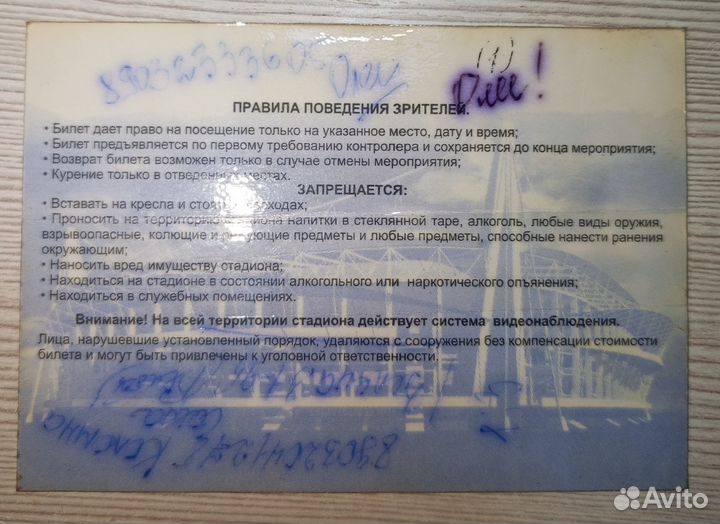 Оли!
ПРАВИЛА ПОВЕДЕНИЯ ЗРИТЕЛЕЙ.
• Билет дает право на посещение только на указанное место, дату и время;
• Билет предъявляется по первому требованию контролера и сохраняется до конца мероприятия;
• Возврат билета возможен только в случае отмены мероприятия;
• Курение только в отведенных местах.
ЗАПРЕЩАЕТСЯ:
• Вставать на кресла и стоять в проходах;
• Проносить на территорию стадиона напитки в стеклянной таре, алкоголь, любые виды оружия,
взрывоопасные, колющие и режущие предметы и любые предметы, способные нанести ранения
окружающим;
• Наносить вред имуществу стадиона;
• Находиться на стадионе в состоянии алкогольного или наркотического опъянения;
• Находиться в служебных помещениях.
Внимание! На всей территории стадиона действует система видеонаблюдения.
Лица, нарушившие установленный порядок, удаляются с сооружения без компенсации стоимости
билета и могут быть привлечены к уголовной ответственности.
Avito